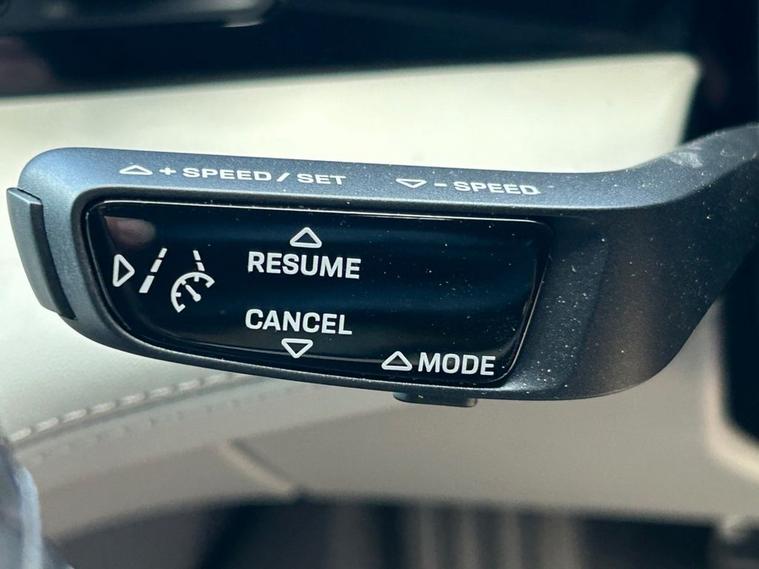 + SPEED / SET
- SPEED
RESUME
CANCEL
MODE